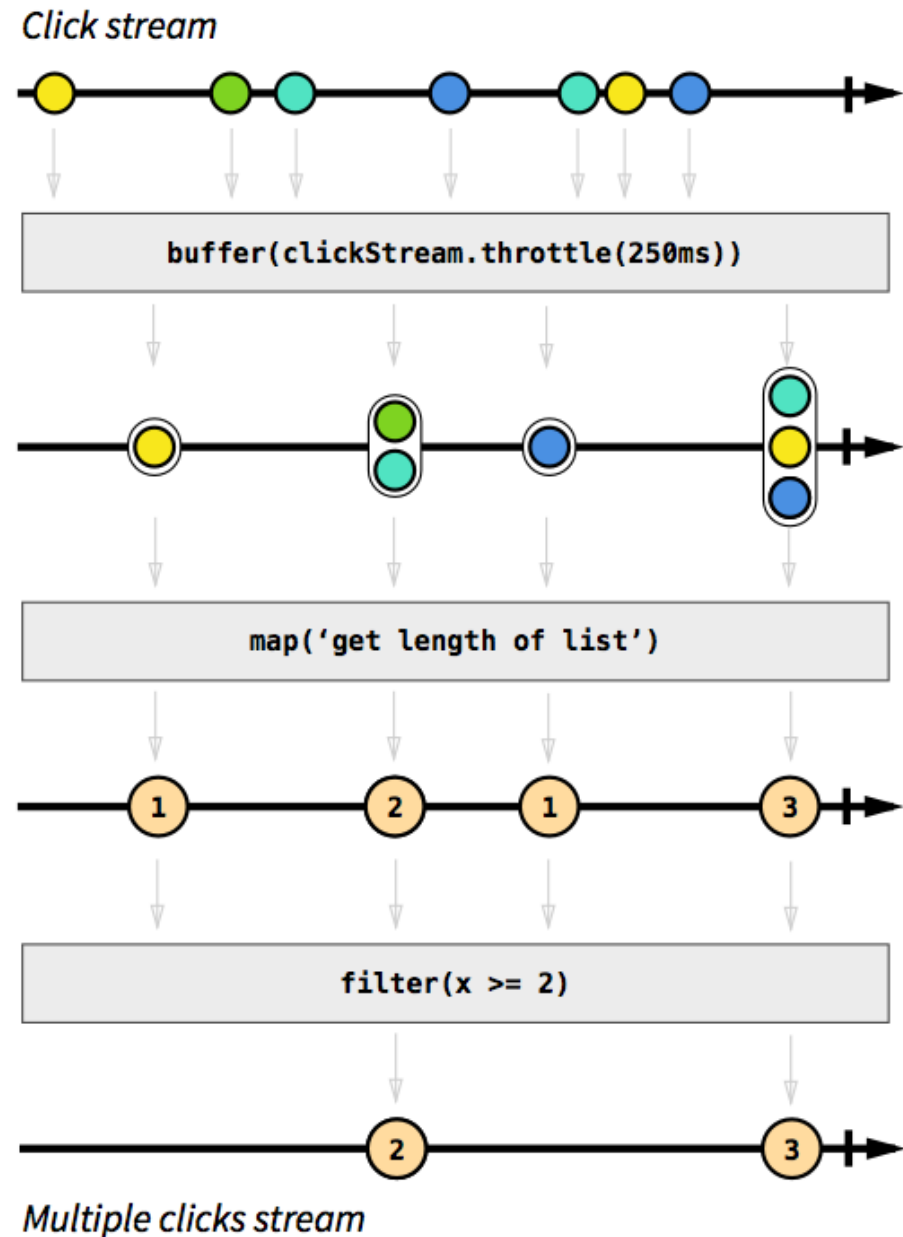 Click stream
buffer(clickStream.throttle(250ms))
map(‘get length of list’)
1 2 1 3
filter(x >= 2)
2 3
Multiple clicks stream